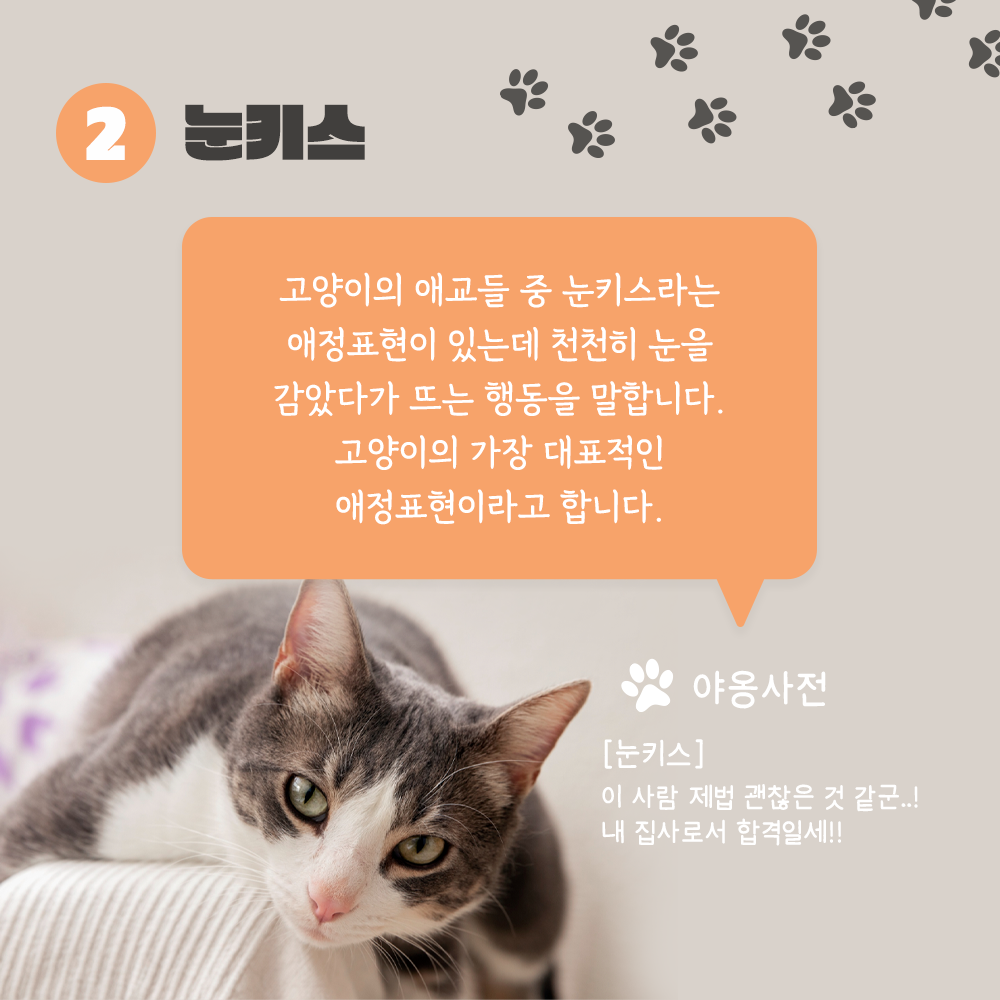 2 눈키스
고양이의 애교들 중 눈키스라는
애정표현이 있는데 천천히 눈을
감았다가 뜨는 행동을 말합니다.
고양이의 가장 대표적인
애정표현이라고 합니다.
야옹사전
[눈키스]
이 사람 제법 괜찮은 것 같군..!
내 집사로서 합격일세!!